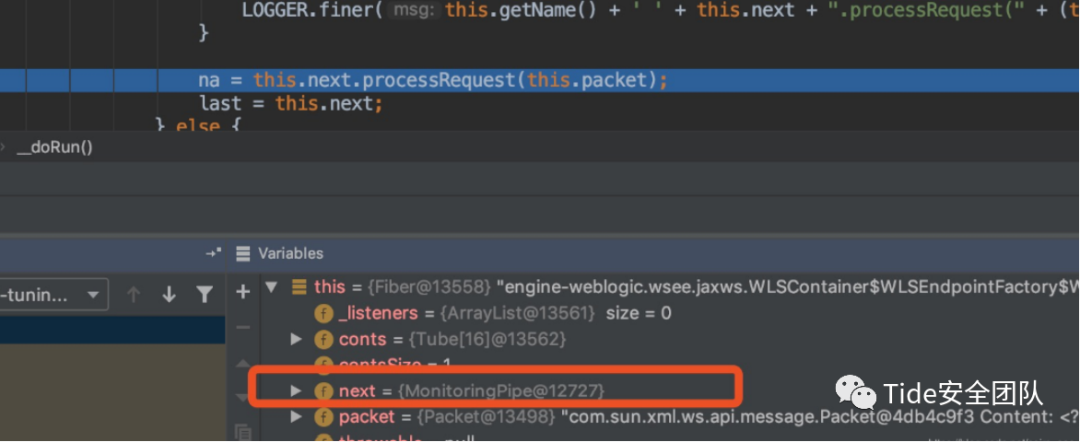 LOGGER.finer( msg: this.getName() + ' ' + this.next + ".processRequest(" + (t
}
na = this.next.processRequest(this.packet);
last = this.next;
} else {
__doRun()
Variables
-tunin...
this = {Fiber@13558} "engine-weblogic.wsee.jaxws.WLSContainer$WLSEndpointFactory$W
_listeners = {ArrayList@13561} size = 0
conts = {Tube[16]@13562}
contsSize = 1
next = {MonitoringPipe@12727}
packet = {Packet@13498} "com.sun.xml.ws.api.message.Packet@4db4c9f3 Content: <?
Tide安全团队